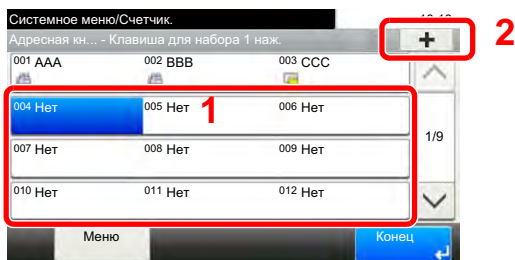 Системное меню/Счетчик.
Адресная кн... - Клавиша для набора 1 наж.
+ 2
001 AAA 002 BBB 003 CCC
004 Нет 005 Нет 1 006 Нет
1/9
007 Нет 008 Нет 009 Нет
010 Нет 011 Нет 012 Нет
Меню Конец